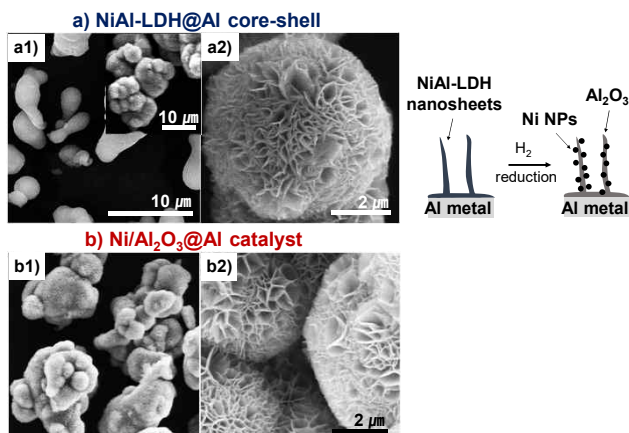 a) NiAl-LDH@Al core-shell
a1)
10 ㎛
10 ㎛
a2)
2 ㎛
b) Ni/Al₂O₃@Al catalyst
b1)
b2)
2 ㎛
NiAl-LDH
nanosheets
Al metal
H₂
reduction
Ni NPs
Al₂O₃
Al metal